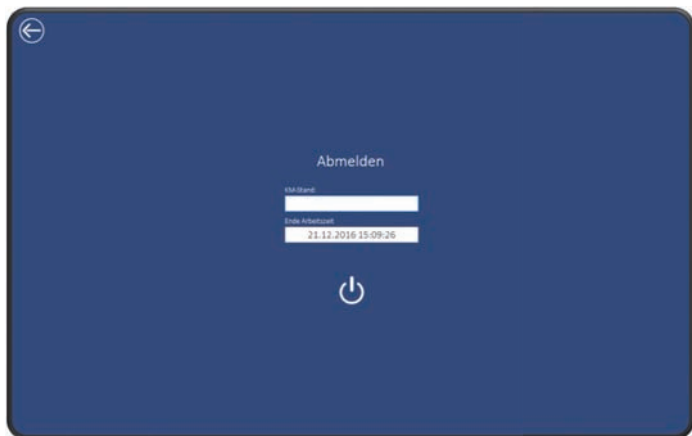 Abmelden
KM-Stand:
Ende Arbeitszeit
21.12.2016 15:09:26